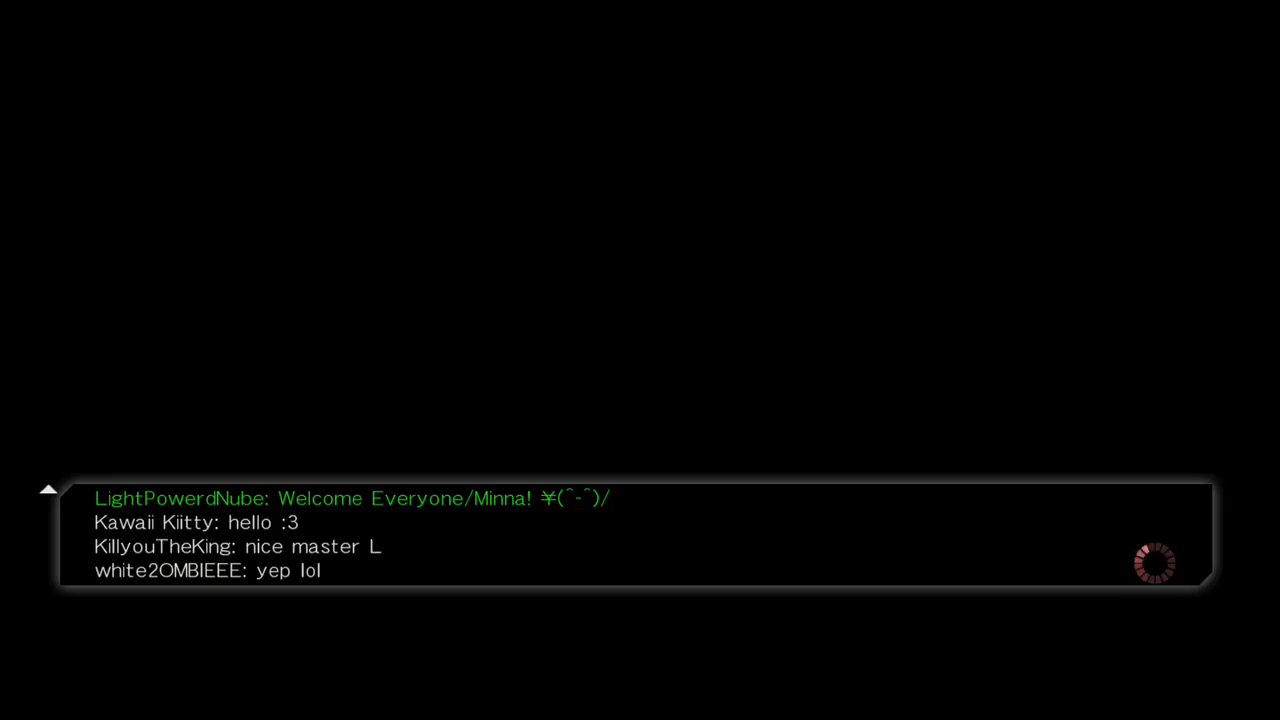 LightPowerdNube: Welcome Everyone/Minna! ¥(^-^)/
Kawaii Kiitty: hello :3
KillyouTheKing: nice master L
white2OMBIEEE: yep lol